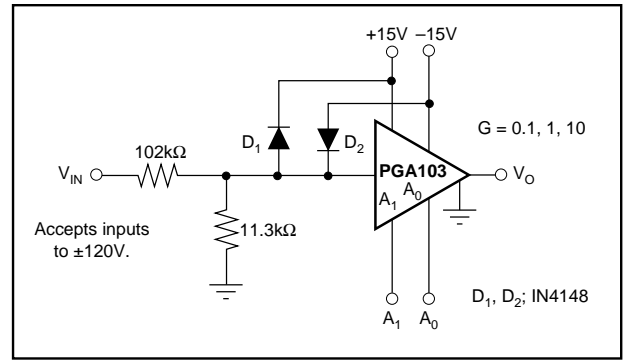 +15V –15V
D1 D2
G = 0.1, 1, 10
102kΩ
VIN
PGA103
VO
A1 A0
11.3kΩ
Accepts inputs
to ±120V.
D1, D2; IN4148
A1 A0